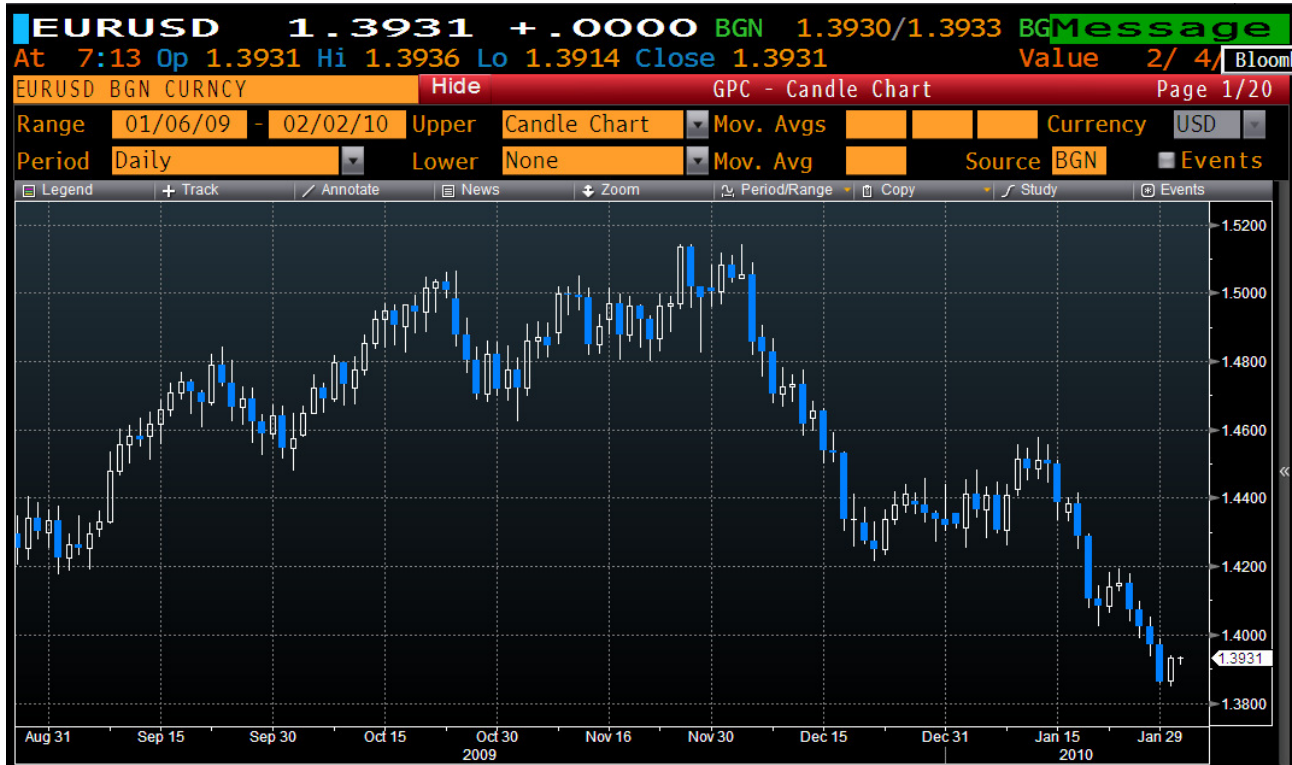 EURUSD 1.3931 +.0000 BGN 1.3930/1.3933 BG Message
At 7:13 Op 1.3931 Hi 1.3936 Lo 1.3914 Close 1.3931 Value 2/ 4/ Bloom
EURUSD BGN CURNCY Hide GPC - Candle Chart Page 1/20
Range 01/06/09 - 02/02/10 Upper Candle Chart Mov. Avgs Currency USD
Period Daily Lower None Mov. Avg Source BGN Events
Legend Track Annotate News Zoom Period/Range Copy Study Events
1.5200
1.5000
1.4800
1.4600
«
1.4400
1.4200
1.4000
1.3931
1.3800
Aug 31 Sep 15 Sep 30 Oct 15 Oct 30 Nov 16 Nov 30 Dec 15 Dec 31 Jan 15 Jan 29
2009 2010